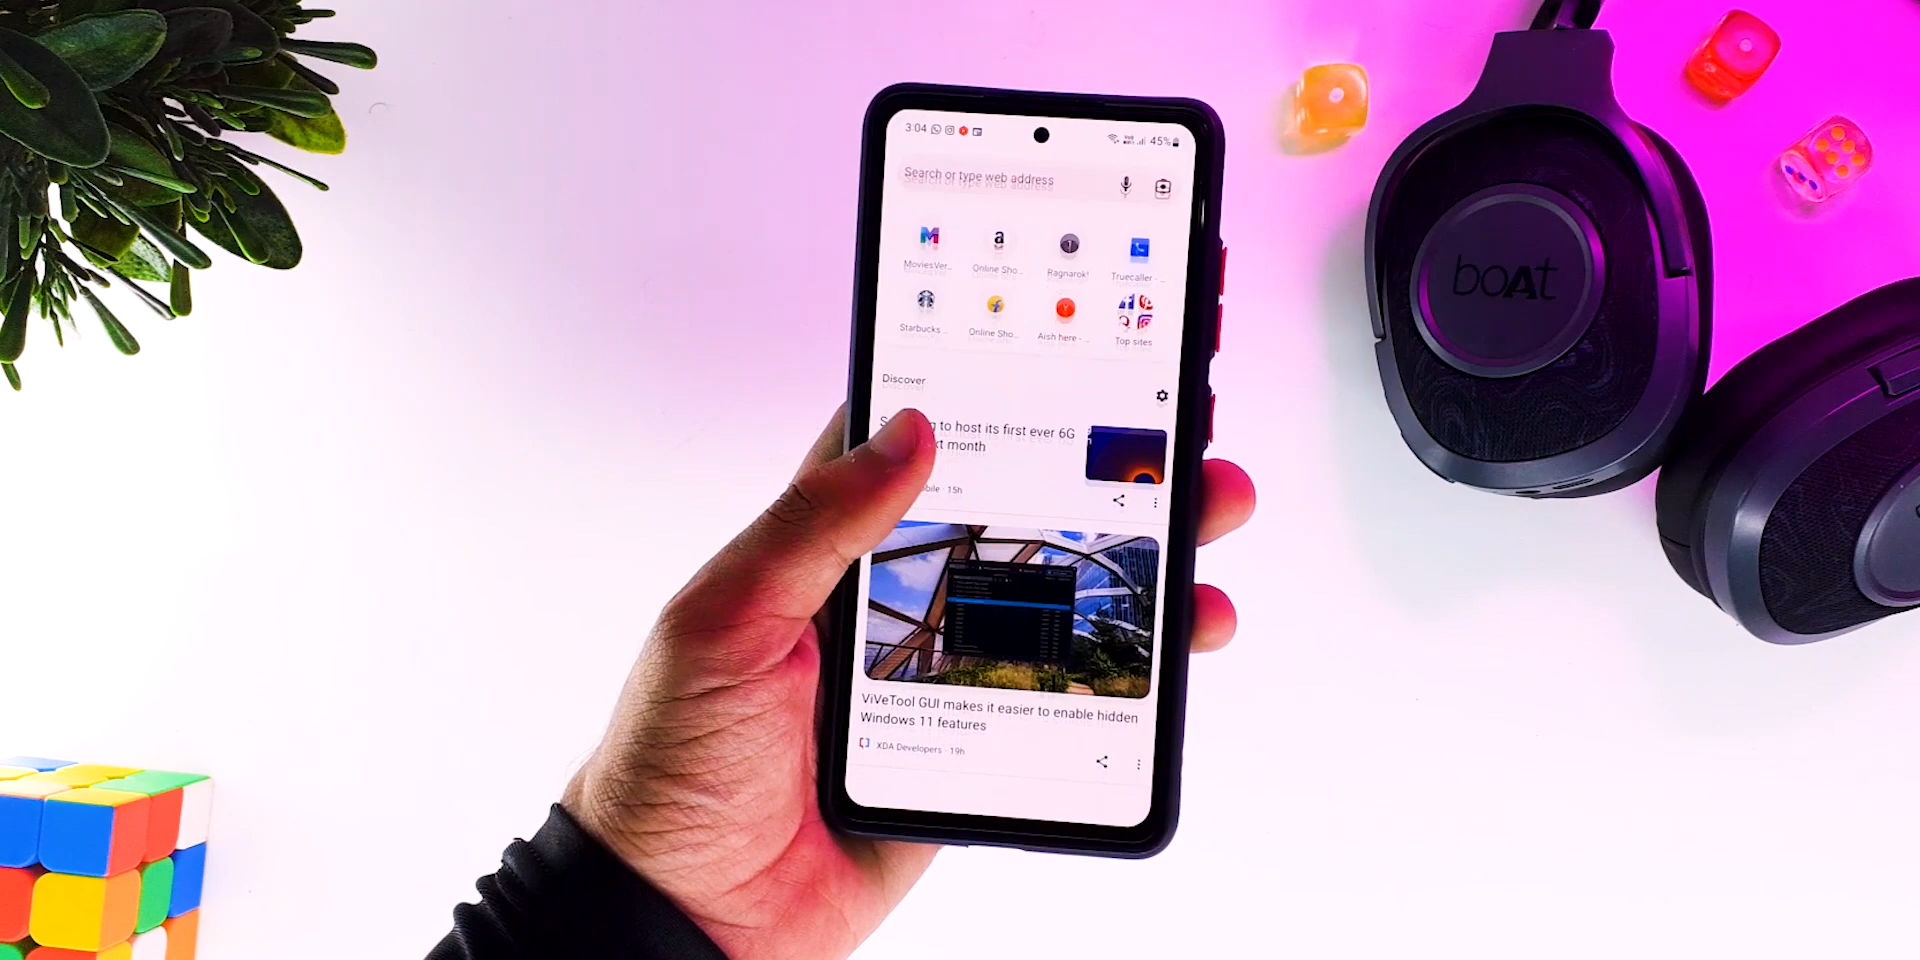 3:04
45%
Search or type web address
MoviesVer...
Online Sho...
Ragnarok!
Truecaller - ...
Starbucks ...
Online Sho...
Aish here - ...
Top sites
Discover
to host its first ever 6G
month
15h
ViVeTool GUI makes it easier to enable hidden
Windows 11 features
XDA Developers · 19h
boAt